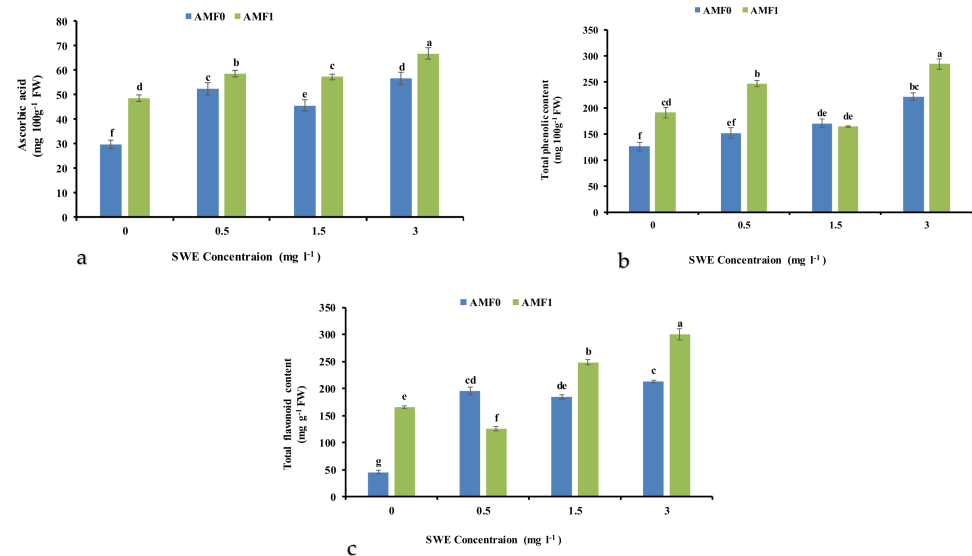 AMF0 AMF1
80
70
60
50
40
30
20
10
0
Ascorbic acid
(mg 100g-1 FW)
f d c b e c d a
0 0.5 1.5 3
SWE Concentraion (mg l-1)
a
AMF0 AMF1
350
300
250
200
150
100
50
0
Total phenolic content
(mg 100g-1 FW)
f cd ef b de de bc a
0 0.5 1.5 3
SWE Concentraion (mg l-1)
b
AMF0 AMF1
350
300
250
200
150
100
50
0
Total flavonoid content
(mg g-1 FW)
g e cd f de b c a
0 0.5 1.5 3
SWE Concentraion (mg l-1)
c